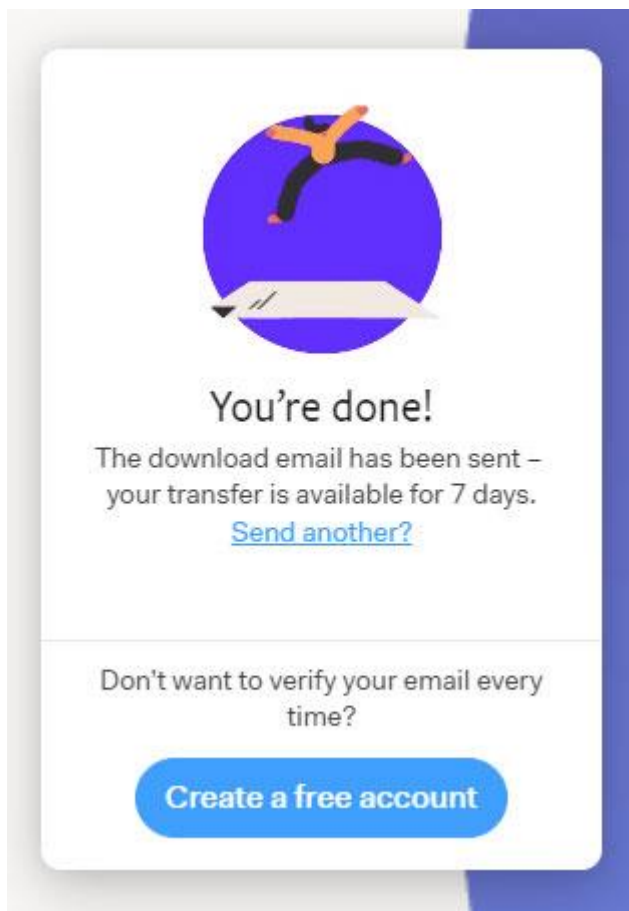 You’re done!
The download email has been sent –
your transfer is available for 7 days.
Send another?
Don’t want to verify your email every
time?
Create a free account